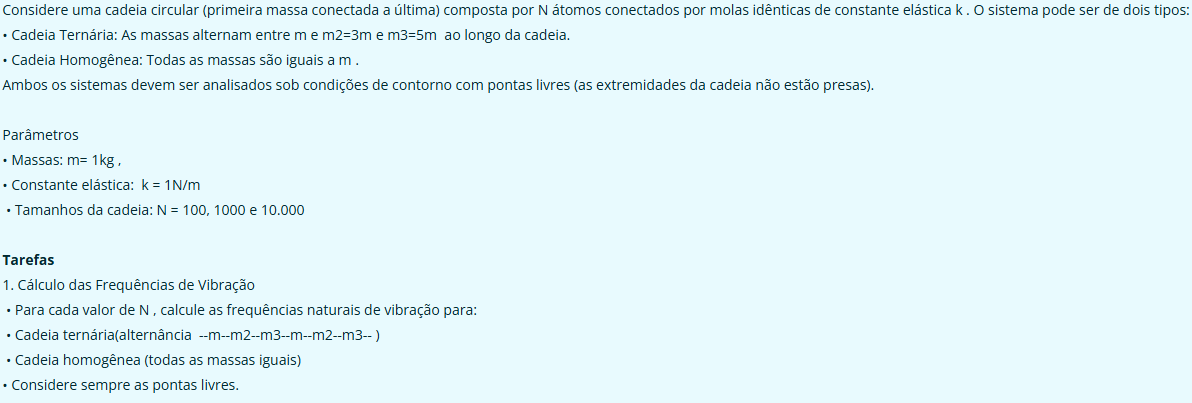 Considere uma cadeia circular (primeira massa conectada a última) composta por N átomos conectados por molas idênticas de constante elástica k . O sistema pode ser de dois tipos:
• Cadeia Ternária: As massas alternam entre m e m2=3m e m3=5m  ao longo da cadeia.
• Cadeia Homogênea: Todas as massas são iguais a m .
Ambos os sistemas devem ser analisados sob condições de contorno com pontas livres (as extremidades da cadeia não estão presas).
Parâmetros
• Massas: m= 1kg ,
• Constante elástica:  k = 1N/m
• Tamanhos da cadeia: N = 100, 1000 e 10.000
Tarefas
1. Cálculo das Frequências de Vibração
• Para cada valor de N , calcule as frequências naturais de vibração para:
• Cadeia ternária(alternância  --m--m2--m3--m--m2--m3-- )
• Cadeia homogênea (todas as massas iguais)
• Considere sempre as pontas livres.